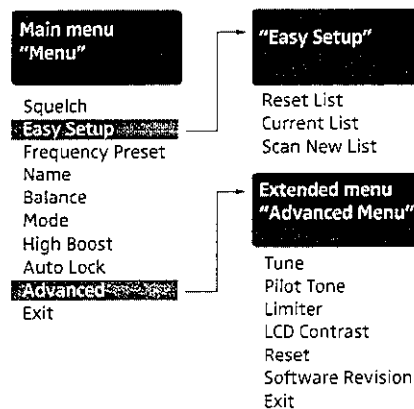 Main menu
"Menu"
Squelch
Easy Setup
Frequency Preset
Name
Balance
Mode
High Boost
Auto Lock
Advanced
Exit
"Easy Setup"
Reset List
Current List
Scan New List
Extended menu
"Advanced Menu"
Tune
Pilot Tone
Limiter
LCD Contrast
Reset
Software Revision
Exit